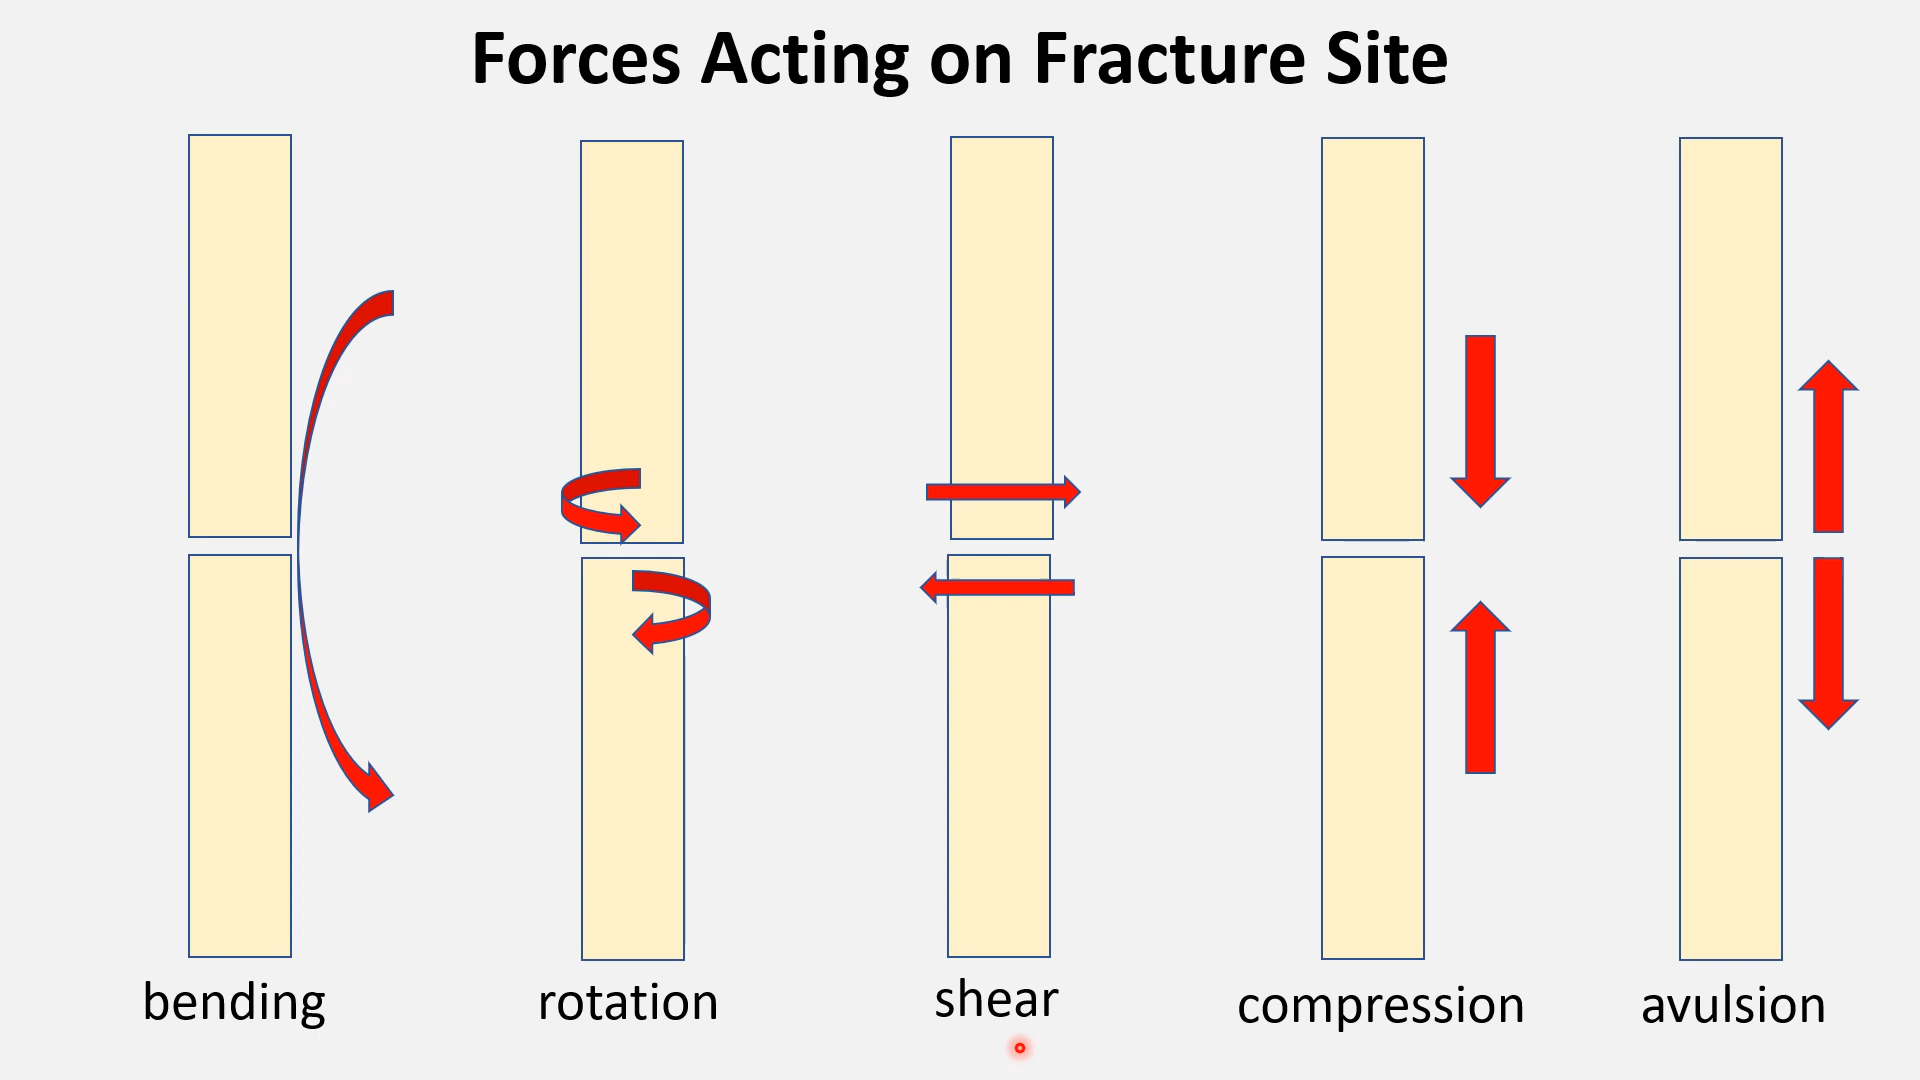 Forces Acting on Fracture Site
bending
rotation
shear
compression
avulsion